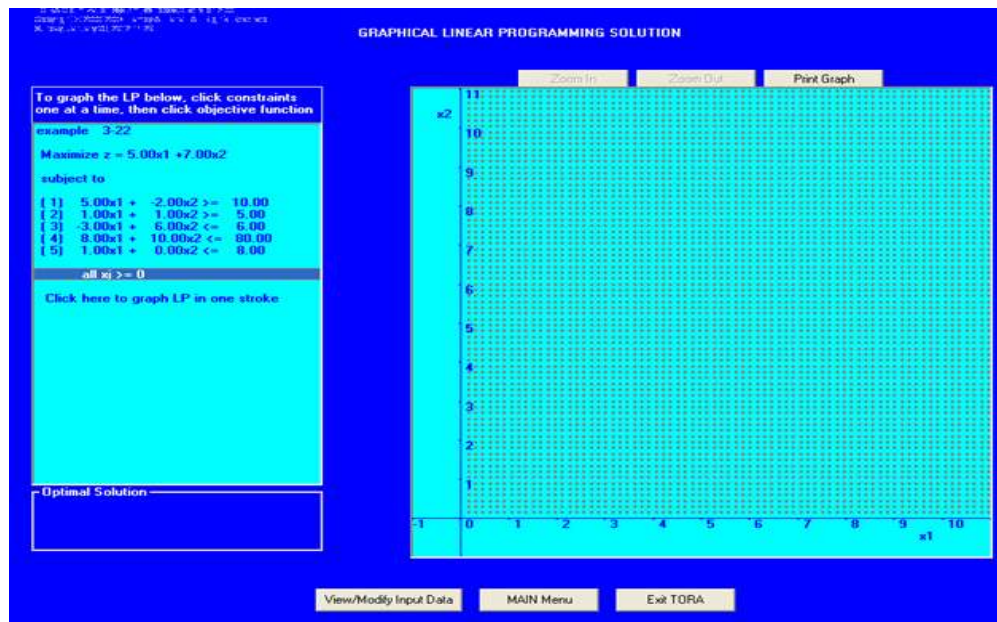 GRAPHICAL LINEAR PROGRAMMING SOLUTION
Zoom In Zoom Out Print Graph
To graph the LP below, click constraints
one at a time, then click objective function
example 3-22
Maximize z = 5.00x1 +7.00x2
subject to
( 1) 5.00x1 + -2.00x2 >= 10.00
( 2) 1.00x1 + 1.00x2 >= 5.00
( 3) -3.00x1 + 6.00x2 <= 6.00
( 4) 8.00x1 + 10.00x2 <= 80.00
( 5) 1.00x1 + 0.00x2 <= 8.00
all xj >= 0
Click here to graph LP in one stroke
Optimal Solution
x2
11
10
9
8
7
6
5
4
3
2
1
-1 0 1 2 3 4 5 6 7 8 9 10
x1
View/Modify Input Data MAIN Menu Exit TORA